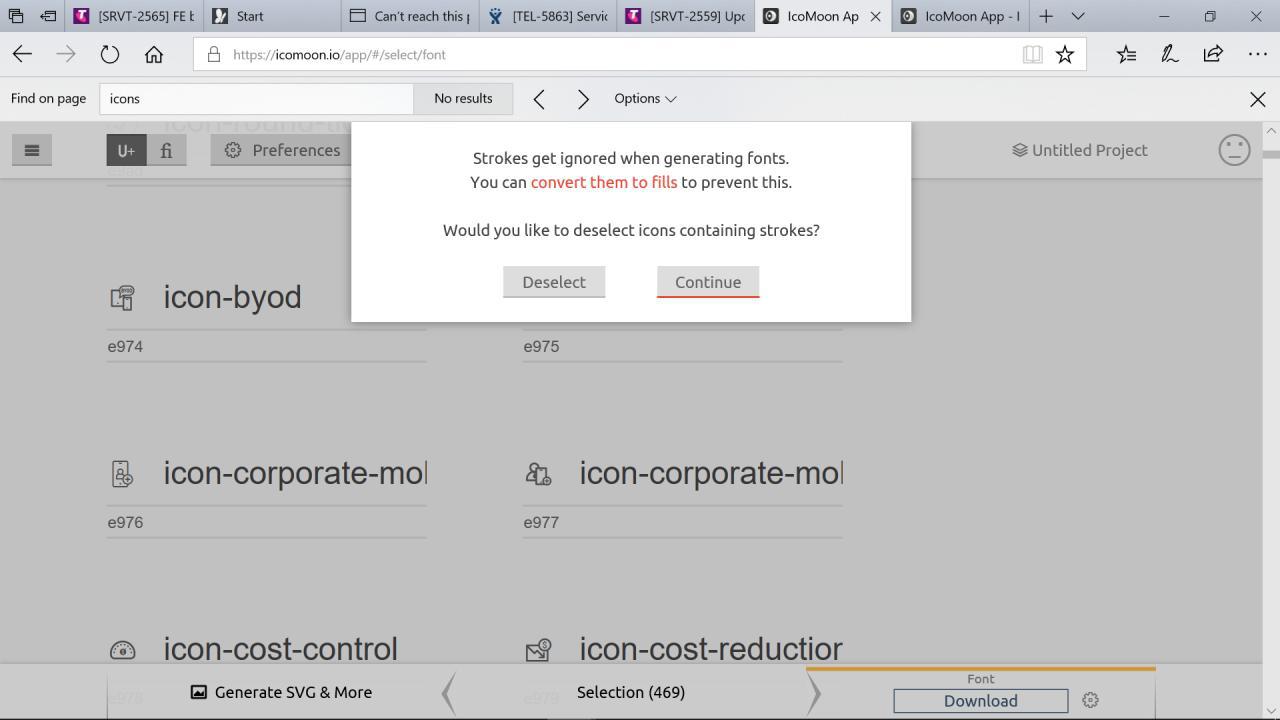 [SRVT-2565] FE b
Start
Can't reach this p
[TEL-5863] Servic
[SRVT-2559] Upd
IcoMoon Ap
IcoMoon App - I
https://icomoon.io/app/#/select/font
Find on page
icons
No results
Options
U+
fi
Preferences
Untitled Project
Strokes get ignored when generating fonts.
You can convert them to fills to prevent this.
Would you like to deselect icons containing strokes?
Deselect
Continue
icon-byod
e974
e975
icon-corporate-mol
icon-corporate-mol
e976
e977
icon-cost-control
icon-cost-reduction
e978
e979
Generate SVG & More
Selection (469)
Font
Download